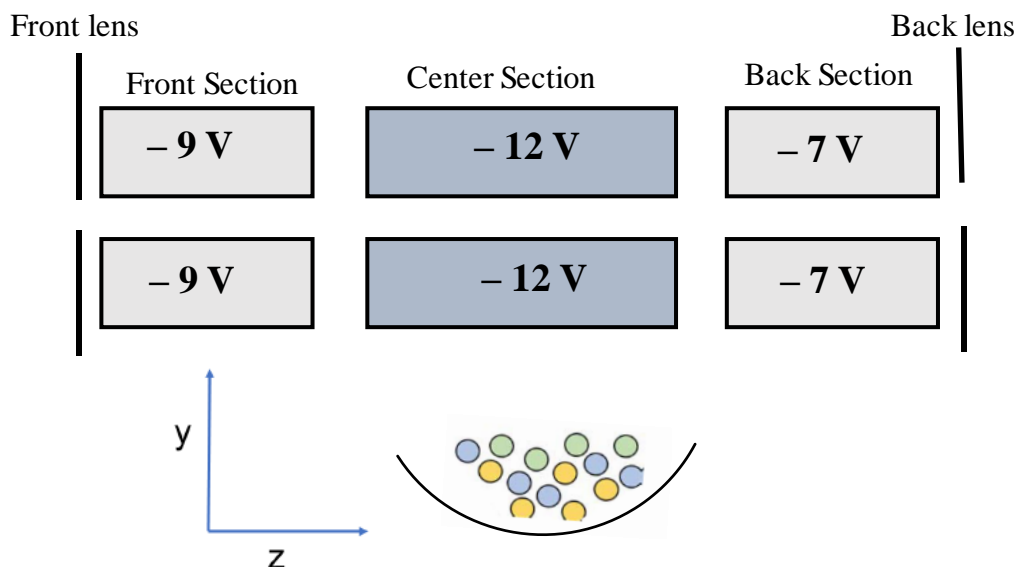 Front lens
Back lens
Front Section
Center Section
Back Section
– 9 V
– 12 V
– 7 V
– 9 V
– 12 V
– 7 V
y
z